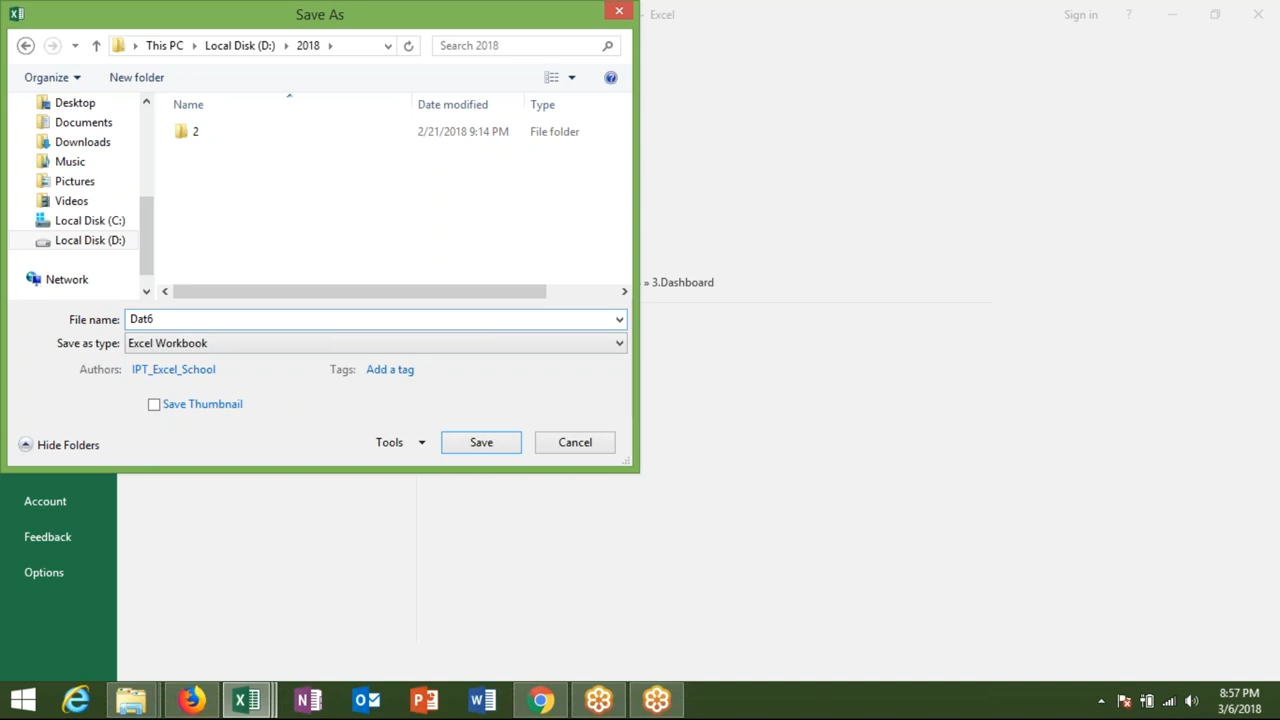 Save As
- Excel
Sign in
?
This PC
Local Disk (D:)
2018
Search 2018
Organize
New folder
Desktop
Documents
Downloads
Music
Pictures
Videos
Local Disk (C:)
Local Disk (D:)
Network
Name
Date modified
Type
2
2/21/2018 9:14 PM
File folder
» 3.Dashboard
File name:
Dat6
Save as type:
Excel Workbook
Authors:
IPT_Excel_School
Tags:
Add a tag
Save Thumbnail
Hide Folders
Tools
Save
Cancel
Account
Feedback
Options
8:57 PM
3/6/2018